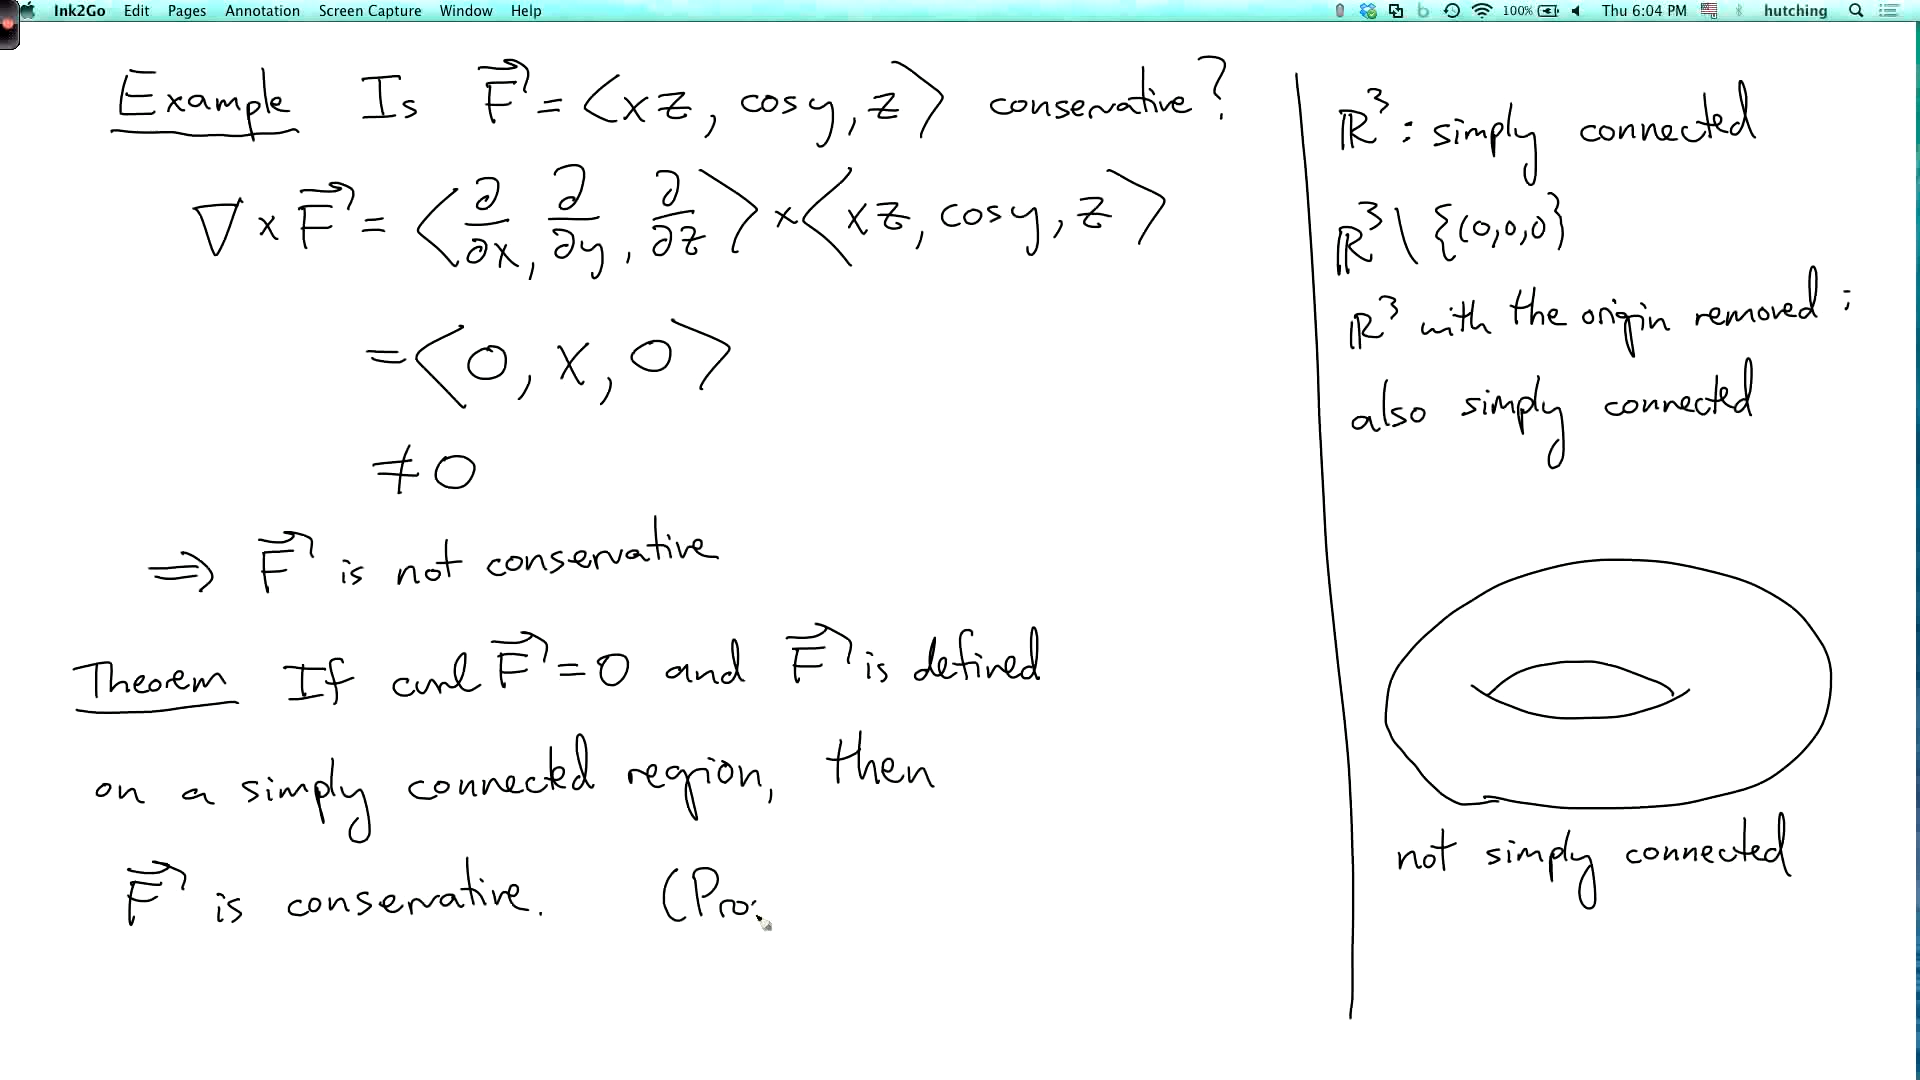 Ink2Go Edit Pages Annotation Screen Capture Window Help 100% Thu 6:04 PM hutching
Example Is F⃗ = ⟨xz, cosy, z⟩ conservative?
∇ × F⃗ = ⟨∂/∂x, ∂/∂y, ∂/∂z⟩ × ⟨xz, cosy, z⟩
= ⟨0, x, 0⟩
≠ 0
⇒ F⃗ is not conservative
Theorem If curl F⃗ = 0 and F⃗ is defined
on a simply connected region, then
F⃗ is conservative. (Pro
ℝ³ : simply connected
ℝ³ \ {(0,0,0}
ℝ³ with the origin removed :
also simply connected
not simply connected